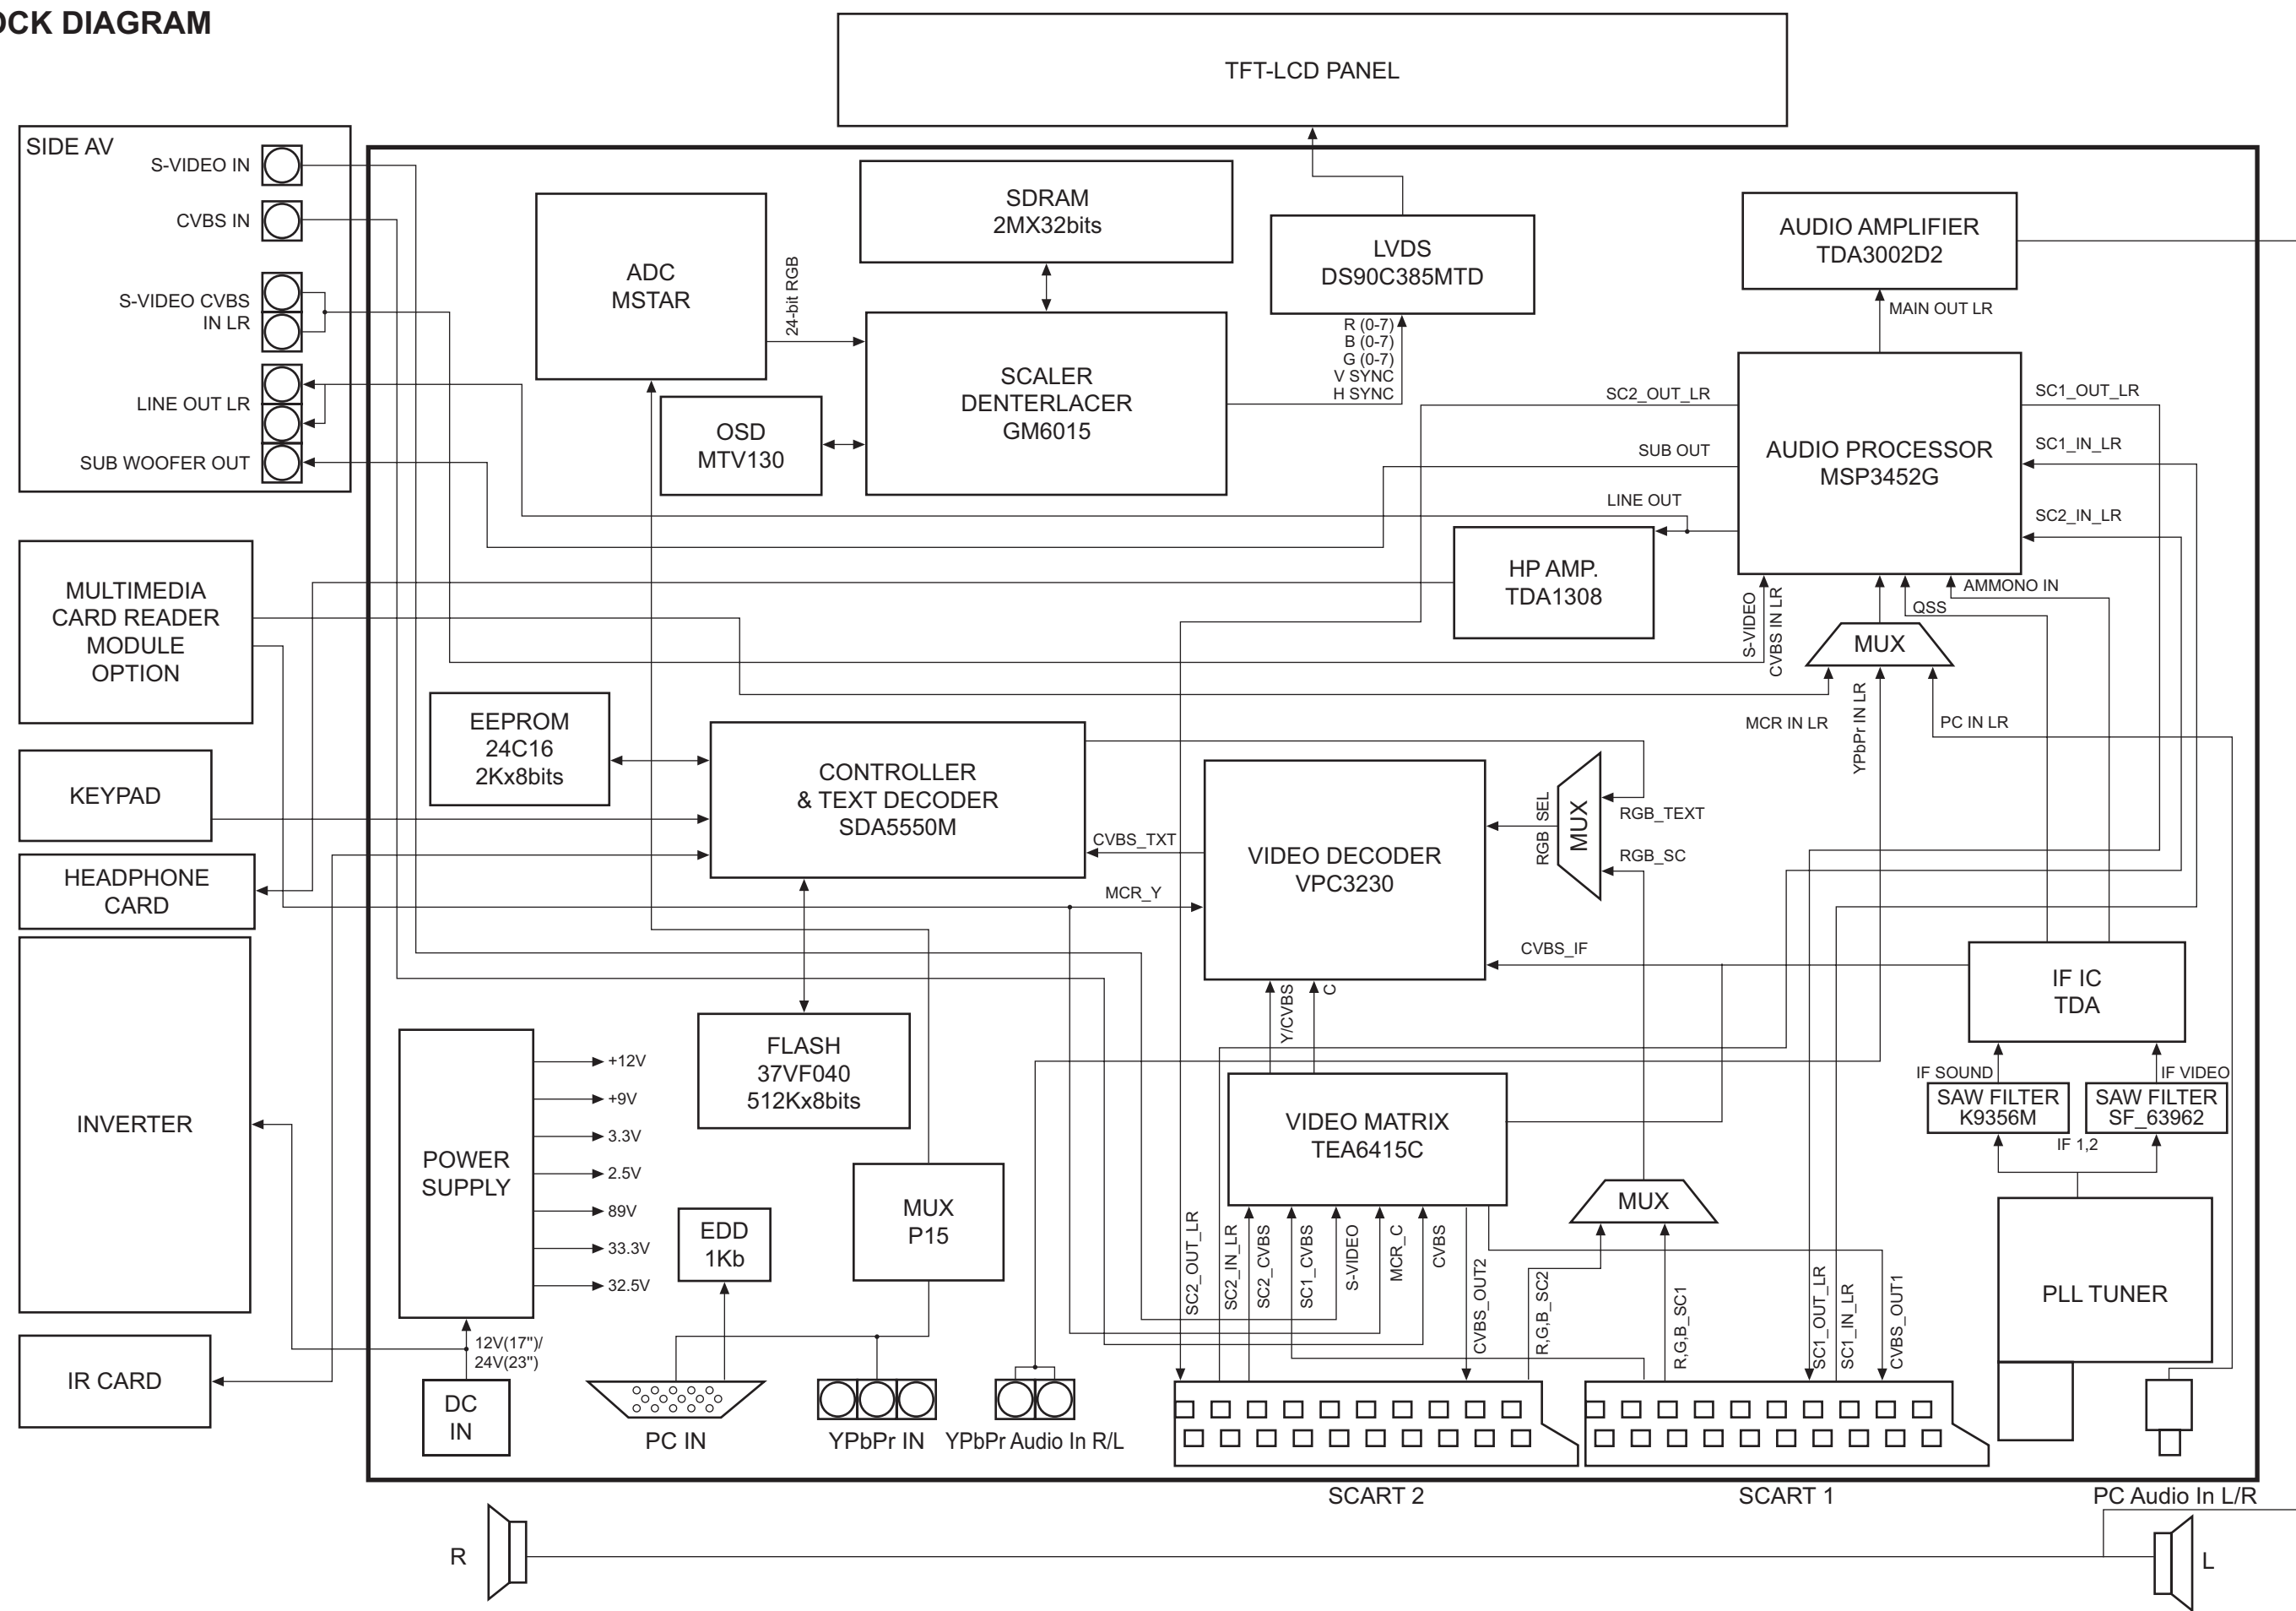 OCK DIAGRAM
TFT-LCD PANEL
SIDE AV
S-VIDEO IN
CVBS IN
S-VIDEO CVBS
IN LR
LINE OUT LR
SUB WOOFER OUT
ADC
MSTAR
24-bit RGB
SDRAM
2MX32bits
LVDS
DS90C385MTD
R (0-7)
B (0-7)
G (0-7)
V SYNC
H SYNC
AUDIO AMPLIFIER
TDA3002D2
MAIN OUT LR
SCALER
DENTERLACER
GM6015
OSD
MTV130
SC2_OUT_LR
SUB OUT
LINE OUT
AUDIO PROCESSOR
MSP3452G
SC1_OUT_LR
SC1_IN_LR
SC2_IN_LR
HP AMP.
TDA1308
S-VIDEO
CVBS IN LR
QSS
AMMONO IN
MUX
MCR IN LR
YPbPr IN LR
PC IN LR
MULTIMEDIA
CARD READER
MODULE
OPTION
KEYPAD
HEADPHONE
CARD
INVERTER
IR CARD
EEPROM
24C16
2Kx8bits
CONTROLLER
& TEXT DECODER
SDA5550M
CVBS_TXT
MCR_Y
VIDEO DECODER
VPC3230
RGB_SEL
MUX
RGB_TEXT
RGB_SC
CVBS_IF
Y/CVBS
C
IF IC
TDA
IF SOUND
IF VIDEO
SAW FILTER
K9356M
SAW FILTER
SF_63962
IF 1,2
PLL TUNER
FLASH
37VF040
512Kx8bits
POWER
SUPPLY
+12V
+9V
3.3V
2.5V
89V
33.3V
32.5V
12V(17")/
24V(23")
DC
IN
EDD
1Kb
MUX
P15
VIDEO MATRIX
TEA6415C
MUX
SC2_OUT_LR
SC2_IN_LR
SC2_CVBS
SC1_CVBS
S-VIDEO
MCR_C
CVBS
CVBS_OUT2
R,G,B_SC2
R,G,B_SC1
SC1_OUT_LR
SC1_IN_LR
CVBS_OUT1
PC IN
YPbPr IN
YPbPr Audio In R/L
SCART 2
SCART 1
PC Audio In L/R
R
L